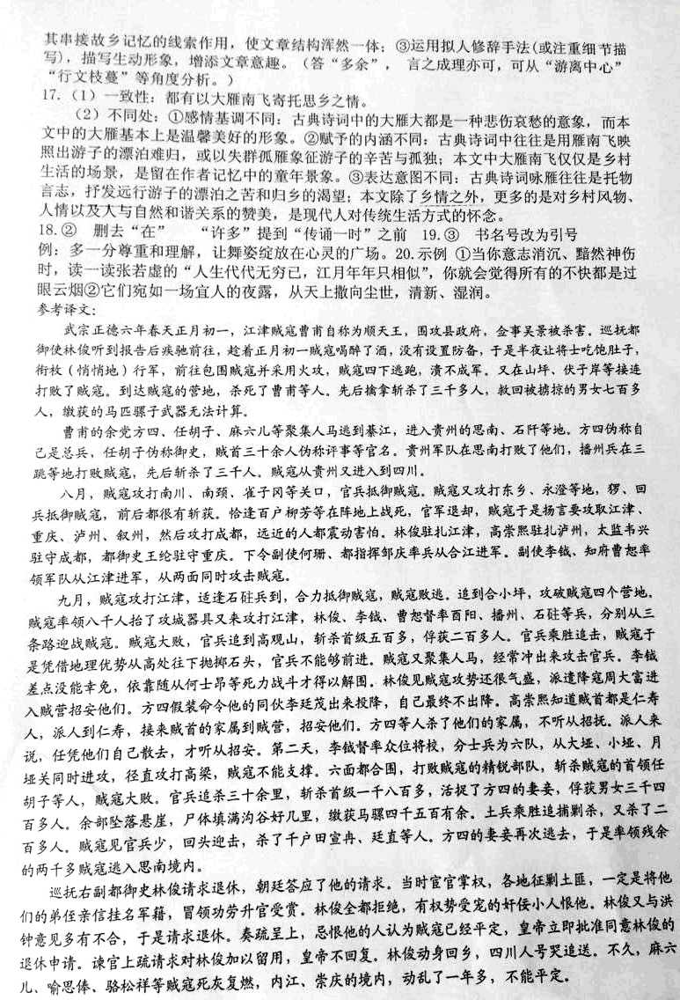 其串接故乡记忆的线索作用，使文章结构浑然一体；③运用拟人修辞手法(或注重细节描
写)，描写生动形象，增添文章意趣。（答“多余”， 言之成理亦可，可从“游离中心”
“行文枝蔓”等角度分析。）
17.（1）一致性：都有以大雁南飞寄托思乡之情。
（2）不同处：①感情基调不同：古典诗词中的大雁大都是一种悲伤哀愁的意象，而本
文中的大雁基本上是温馨美好的形象。②赋予的内涵不同：古典诗词中往往是用雁南飞映
照出游子的漂泊难归，或以失群孤雁象征游子的辛苦与孤独；本文中大雁南飞仅仅是乡村
生活的场景，是留在作者记忆中的童年景象。③表达意图不同：古典诗词咏雁往往是托物
言志，抒发远行游子的漂泊之苦和归乡的渴望；本文除了乡情之外，更多的是对乡村风物、
人情以及人与自然和谐关系的赞美，是现代人对传统生活方式的怀念。
18.② 删去“在” “许多”提到“传诵一时”之前 19.③ 书名号改为引号
例：多一分尊重和理解，让舞姿绽放在心灵的广场。20.示例 ①当你意志消沉、黯然神伤
时，读一读张若虚的“人生代代无穷已，江月年年只相似”，你就会觉得所有的不快都是过
眼云烟②它们宛如一场宜人的夜露，从天上撒向尘世，清新、湿润。
参考译文：
武宗正德六年春天正月初一，江津贼寇曹甫自称为顺天王，围攻县政府，佥事吴景被杀害。巡抚都
御使林俊听到报告后疾驰前往，趁着正月初一贼寇喝醉了酒，没有设置防备，于是半夜让将士吃饱肚子，
衔枚（悄悄地）行军，前往包围贼寇并采用火攻，贼寇四下逃跑，溃不成军。又在山坪、伏子岸等接连
打败了贼寇。到达贼寇的营地，杀死了曹甫等人。先后擒拿斩杀了三千多人，救回被掳掠的男女七百多
人，缴获的马匹骡子武器无法计算。
曹甫的余党方四、任胡子、麻六儿等聚集人马逃到綦江，进入贵州的思南、石阡等地。方四伪称自
己是总兵，任胡子伪称御史，贼首三十余人伪称评事等官名。贵州军队在思南打败了他们，播州兵在三
跳等地打败贼寇，先后斩杀了三千人。贼寇从贵州又进入到四川。
八月，贼寇攻打南川、南颈、雀子冈等关口，官兵抵御贼寇。贼寇又攻打东乡、永澄等地，猡、回
兵抵御贼寇，前后都很有斩获。恰逢百户柳芳等在阵地上战死，官军退却，贼寇于是扬言要攻取江津、
重庆、泸州、叙州，然后攻打成都，远近的人都震动害怕。林俊驻扎江津，高崇熙驻扎泸州，太监韦兴
驻守成都，都御史王纶驻守重庆。下令副使何珊、都指挥邹庆率兵从合江进军。副使李钺、知府曹恕率
领军队从江津进军，从两面同时攻击贼寇。
九月，贼寇攻打江津，适逢石砫兵到，合力抵御贼寇，贼寇败逃。追到合小坪，攻破贼寇四个营地。
贼寇率领八千人抬了攻城器具又来攻打江津，林俊、李钺、曹恕督率酉阳、播州、石砫等兵，分别从三
条路迎战贼寇。贼寇大败，官兵追到高观山，斩杀首级五百多，俘获二百多人。官兵乘胜追击，贼寇于
是凭借地理优势从高处往下抛掷石头，官兵不能够前进。贼寇又聚集人马，经常冲出来攻击官兵。李钺
差点没能幸免，依靠随从何士昂等死力战斗才得以解围。林俊见贼寇攻势还很气盛，派遣降寇周大富进
入贼营招安他们。方四假装命令他的同伙李廷茂出来投降，自己最终不出降。高崇熙知道贼首都是仁寿
人，派人到仁寿，接来贼首的家属到贼营，招安他们。方四等人杀了他们的家属，不听从招抚。派人来
说，任凭他们自己散去，才听从招安。第二天，李钺督率众位将校，分士兵为六队，从大垭、小垭、月
垭关同时进攻，径直攻打高梁，贼寇不能支撑。六面都合围，打败贼寇的精锐部队，斩杀贼寇的首领任
胡子等人，贼寇大败。官兵追杀三十余里，斩杀首级一千八百多，活捉了方四的妻妾，俘获男女三千四
百多人。余部坠落悬崖，尸体填满沟谷好几里，缴获马骡四千五百有余。土兵乘胜追捕剿杀，又杀了二
百多人。贼寇见官兵少，回头迎击，杀了千户田宣冉、廷直等人。方四的妻妾再次逃去，于是率领残余
的两千多贼寇逃入思南境内。
巡抚右副都御史林俊请求退休，朝廷答应了他的请求。当时宦官掌权，各地征剿土匪，一定是将他
们的弟侄亲信挂名军籍，冒领功劳升官受赏。林俊全都拒绝，有权势受宠的奸佞小人恨他。林俊又与洪
钟意见多有不合，于是请求退休。奏疏呈上，忌恨他的人认为贼寇已经平定，皇帝立即批准同意林俊的
退休申请。谏官上疏请求对林俊加以留用，皇帝不回复。林俊动身回乡，四川人号哭追送。不久，麻六
儿、喻思俸、骆松祥等贼寇死灰复燃，内江、崇庆的境内，动乱了一年多，不能平定。